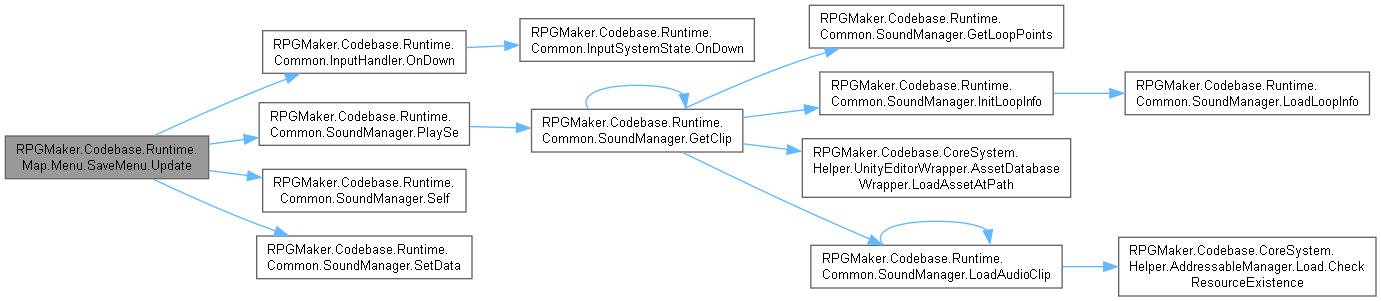 RPGMaker.Codebase.Runtime.
Map.Menu.SaveMenu.Update
RPGMaker.Codebase.Runtime.
Common.InputHandler.OnDown
RPGMaker.Codebase.Runtime.
Common.InputSystemState.OnDown
RPGMaker.Codebase.Runtime.
Common.SoundManager.PlaySe
RPGMaker.Codebase.Runtime.
Common.SoundManager.GetClip
RPGMaker.Codebase.Runtime.
Common.SoundManager.GetLoopPoints
RPGMaker.Codebase.Runtime.
Common.SoundManager.InitLoopInfo
RPGMaker.Codebase.Runtime.
Common.SoundManager.LoadLoopInfo
RPGMaker.Codebase.CoreSystem.
Helper.UnityEditorWrapper.AssetDatabase
Wrapper.LoadAssetAtPath
RPGMaker.Codebase.Runtime.
Common.SoundManager.LoadAudioClip
RPGMaker.Codebase.CoreSystem.
Helper.AddressableManager.Load.Check
ResourceExistence
RPGMaker.Codebase.Runtime.
Common.SoundManager.Self
RPGMaker.Codebase.Runtime.
Common.SoundManager.SetData